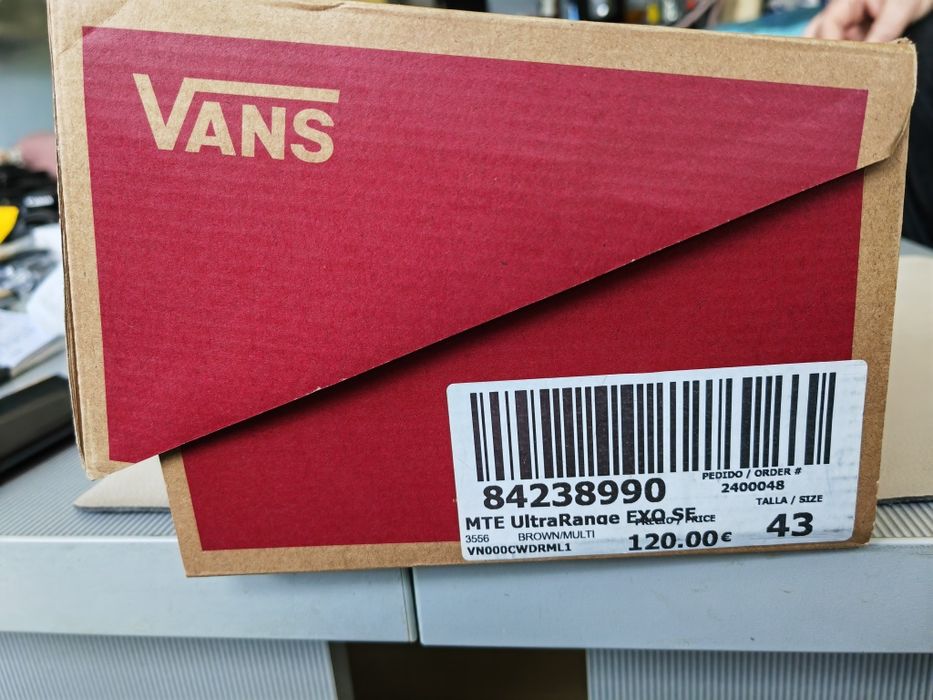 VANS
84238990
PEDIDO / ORDER #
2400048
TALLA / SIZE
43
MTE UltraRange EXO SE
PRECIO / PRICE
3556 BROWN/MULTI
120.00€
VN000CWDRML1